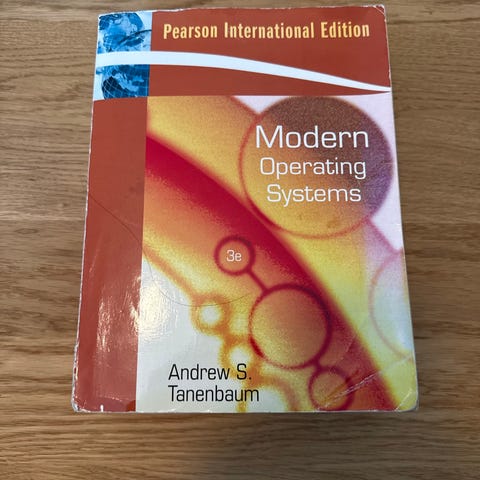 Pearson International Edition
Modern
Operating
Systems
3e
Andrew S.
Tanenbaum